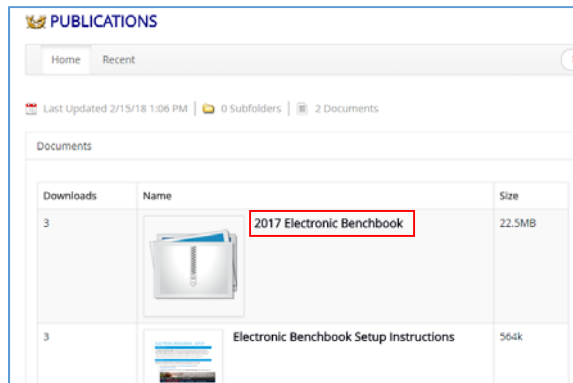 PUBLICATIONS
Home Recent
Last Updated 2/15/18 1:06 PM | 0 Subfolders | 2 Documents
Documents
Downloads Name Size
3 2017 Electronic Benchbook 22.5MB
3 Electronic Benchbook Setup Instructions 564k